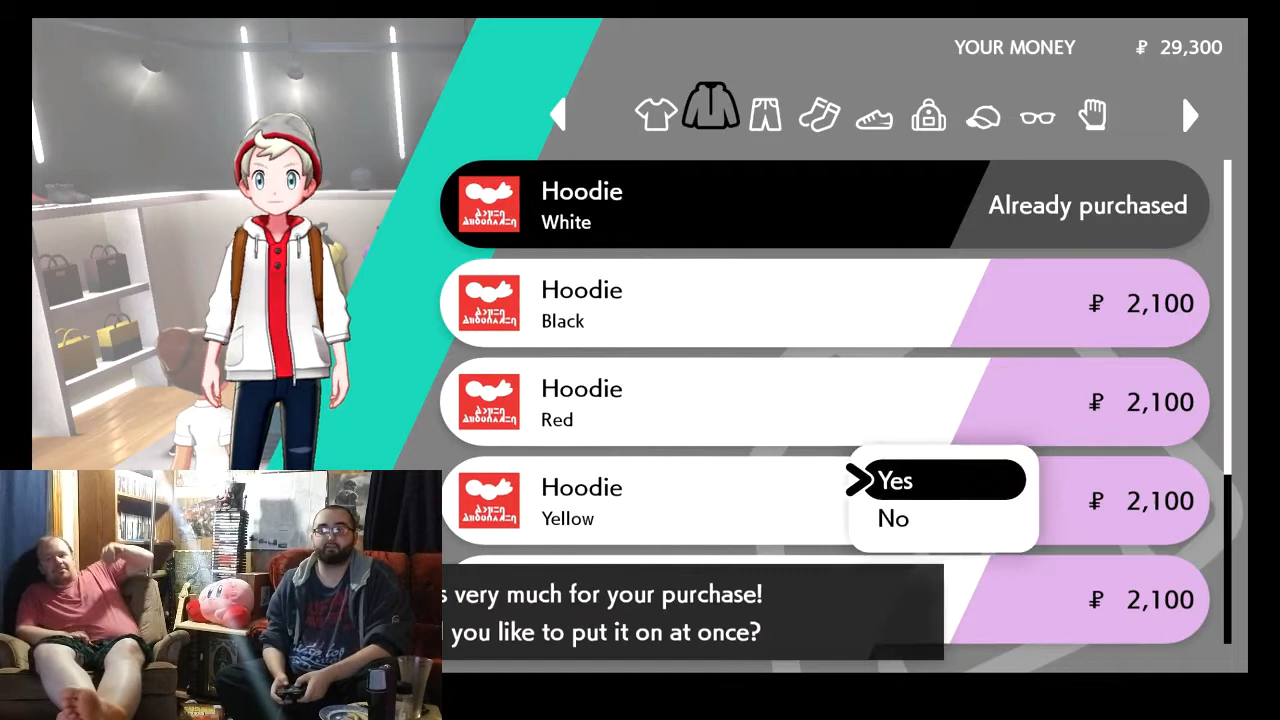 YOUR MONEY ₽ 29,300
Hoodie
White
Already purchased
Hoodie
Black
₽ 2,100
Hoodie
Red
₽ 2,100
Hoodie
Yellow
₽ 2,100
Yes
No
₽ 2,100
s very much for your purchase!
you like to put it on at once?